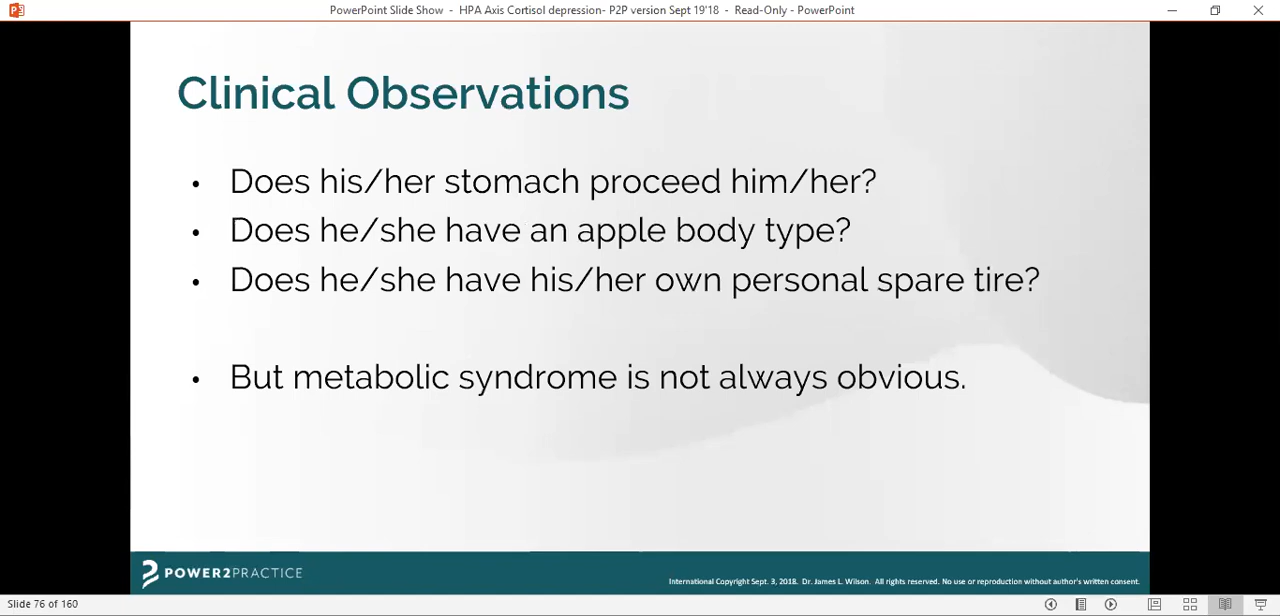 PowerPoint Slide Show - HPA Axis Cortisol depression- P2P version Sept 19'18 - Read-Only - PowerPoint
Clinical Observations
• Does his/her stomach proceed him/her?
• Does he/she have an apple body type?
• Does he/she have his/her own personal spare tire?
• But metabolic syndrome is not always obvious.
POWER2PRACTICE
International Copyright Sept. 3, 2018. Dr. James L. Wilson. All rights reserved. No use or reproduction without author's written consent.
Slide 76 of 160